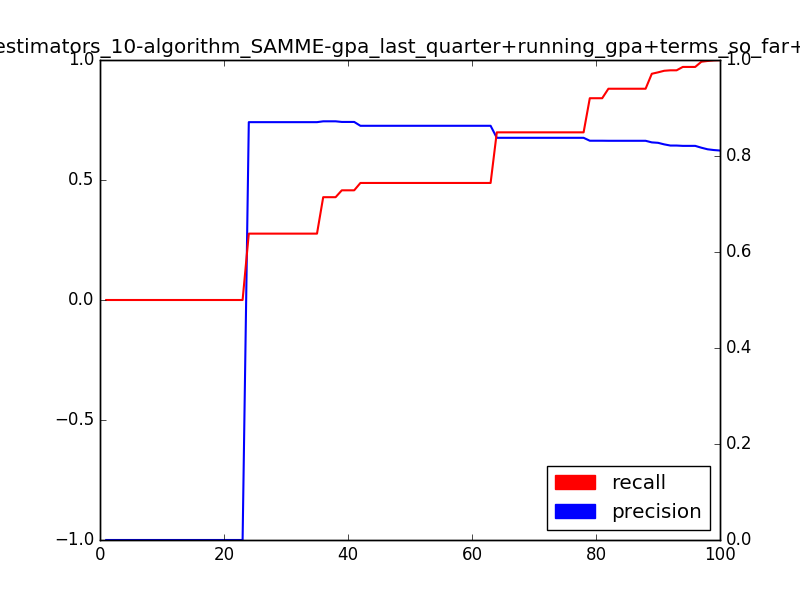 estimators_10-algorithm_SAMME-gpa_last_quarter+running_gpa+terms_so_far+
1.0 1.0
0.5 0.8
0.0 0.6
−0.5 0.4
−1.0 0.2
0.0
recall
precision
0 20 40 60 80 100